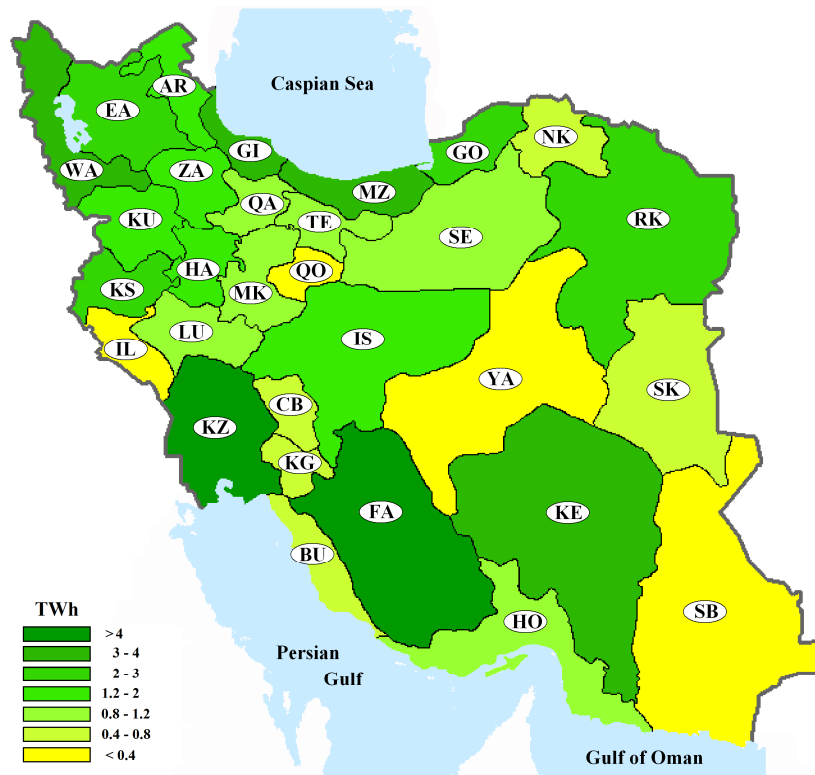 Caspian Sea
AR
EA
NK
GI
GO
WA
ZA
MZ
QA
KU
TE
RK
SE
HA
QO
KS
MK
LU
IS
IL
YA
SK
CB
KZ
KG
FA
KE
BU
SB
HO
TWh
>4
3 - 4
2 - 3
1.2 - 2
0.8 - 1.2
0.4 - 0.8
< 0.4
Persian
Gulf
Gulf of Oman